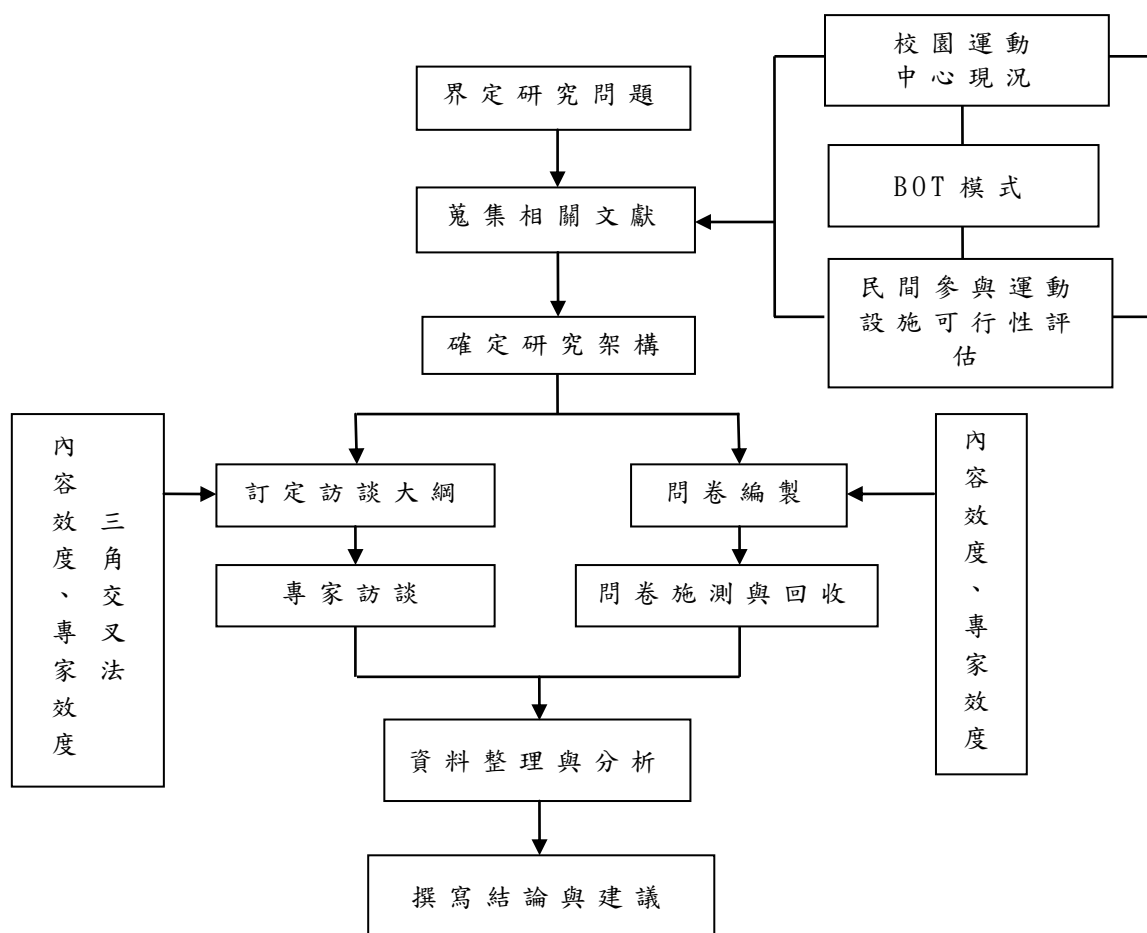 校園運動
中心現況
界定研究問題
BOT 模式
蒐集相關文獻
民間參與運動
設施可行性評
估
確定研究架構
內容效度、專家效度
三角交叉法
訂定訪談大綱
問卷編製
內容效度、專家效度
專家訪談
問卷施測與回收
資料整理與分析
撰寫結論與建議